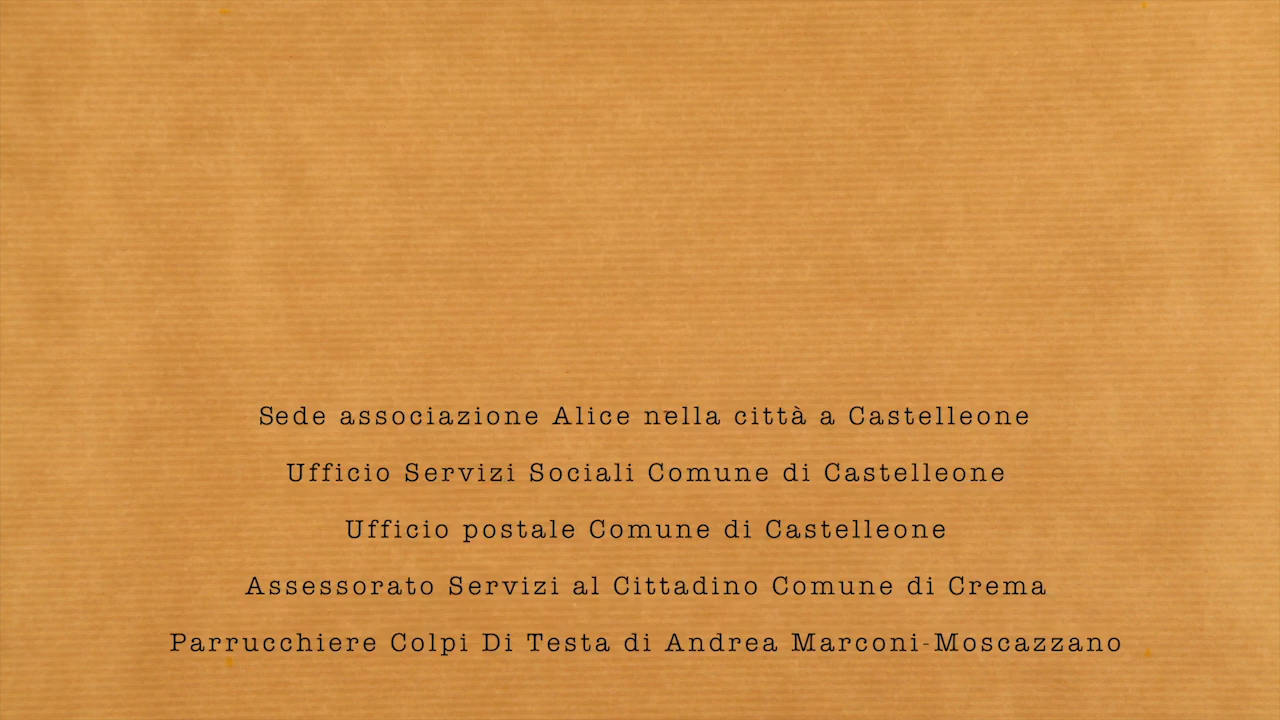 Sede associazione Alice nella città a Castelleone
Ufficio Servizi Sociali Comune di Castelleone
Ufficio postale Comune di Castelleone
Assessorato Servizi al Cittadino Comune di Crema
Parrucchiere Colpi Di Testa di Andrea Marconi-Moscazzano